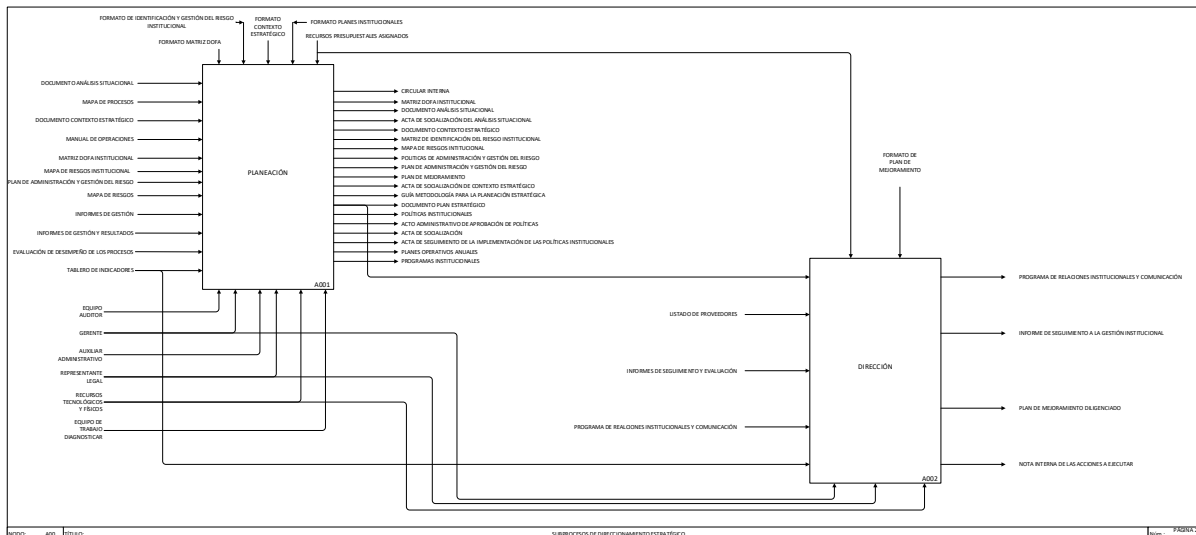 FORMATO DE IDENTIFICACIÓN Y GESTIÓN DEL RIESGO
INSTITUCIONAL
FORMATO
CONTEXTO
ESTRATÉGICO
FORMATO PLANES INSTITUCIONALES
FORMATO MATRIZ DOFA
RECURSOS PRESUPUESTALES ASIGNADOS
DOCUMENTO ANÁLISIS SITUACIONAL
MAPA DE PROCESOS
DOCUMENTO CONTEXTO ESTRATÉGICO
MANUAL DE OPERACIONES
MATRIZ DOFA INSTITUCIONAL
MAPA DE RIESGOS INSTITUCIONAL
PLAN DE ADMINISTRACIÓN Y GESTIÓN DEL RIESGO
MAPA DE RIESGOS
INFORMES DE GESTIÓN
INFORMES DE GESTIÓN Y RESULTADOS
EVALUACIÓN DE DESEMPEÑO DE LOS PROCESOS
TABLERO DE INDICADORES
PLANEACIÓN
A001
CIRCULAR INTERNA
MATRIZ DOFA INSTITUCIONAL
DOCUMENTO ANÁLISIS SITUACIONAL
ACTA DE SOCIALIZACIÓN DEL ANÁLISIS SITUACIONAL
DOCUMENTO CONTEXTO ESTRATÉGICO
MATRIZ DE IDENTIFICACIÓN DEL RIESGO INSTITUCIONAL
MAPA DE RIESGOS INTITUCIONAL
POLITICAS DE ADMINISTRACIÓN Y GESTIÓN DEL RIESGO
PLAN DE ADMINISTRACIÓN Y GESTIÓN DEL RIESGO
PLAN DE MEJORAMIENTO
ACTA DE SOCIALIZACIÓN DE CONTEXTO ESTRATÉGICO
GUÍA METODOLOGÍA PARA LA PLANEACIÓN ESTRATÉGICA
DOCUMENTO PLAN ESTRATÉGICO
POLÍTICAS INSTITUCIONALES
ACTO ADMINISTRATIVO DE APROBACIÓN DE POLÍTICAS
ACTA DE SOCIALIZACIÓN
ACTA DE SEGUIMIENTO DE LA IMPLEMENTACIÓN DE LAS POLÍTICAS INSTITUCIONALES
PLANES OPERATIVOS ANUALES
PROGRAMAS INSTITUCIONALES
EQUIPO
AUDITOR
GERENTE
AUXILIAR
ADMINISTRATIVO
REPRESENTANTE
LEGAL
RECURSOS
TECNOLÓGICOS
Y FÍSICOS
EQUIPO DE
TRABAJO
DIAGNOSTICAR
FORMATO DE
PLAN DE
MEJORAMIENTO
LISTADO DE PROVEEDORES
INFORMES DE SEGUIMIENTO Y EVALUACIÓN
PROGRAMA DE REALCIONES INSTITUCIONALES Y COMUNICACIÓN
DIRECCIÓN
A002
PROGRAMA DE RELACIONES INSTITUCIONALES Y COMUNICACIÓN
INFORME DE SEGUIMIENTO A LA GESTIÓN INSTITUCIONAL
PLAN DE MEJORAMIENTO DILIGENCIADO
NOTA INTERNA DE LAS ACCIONES A EJECUTAR
NODO: A00 TÍTULO: SUBPROCESOS DE DIRECCIONAMIENTO ESTRATÉGICO Núm.: PÁGINA